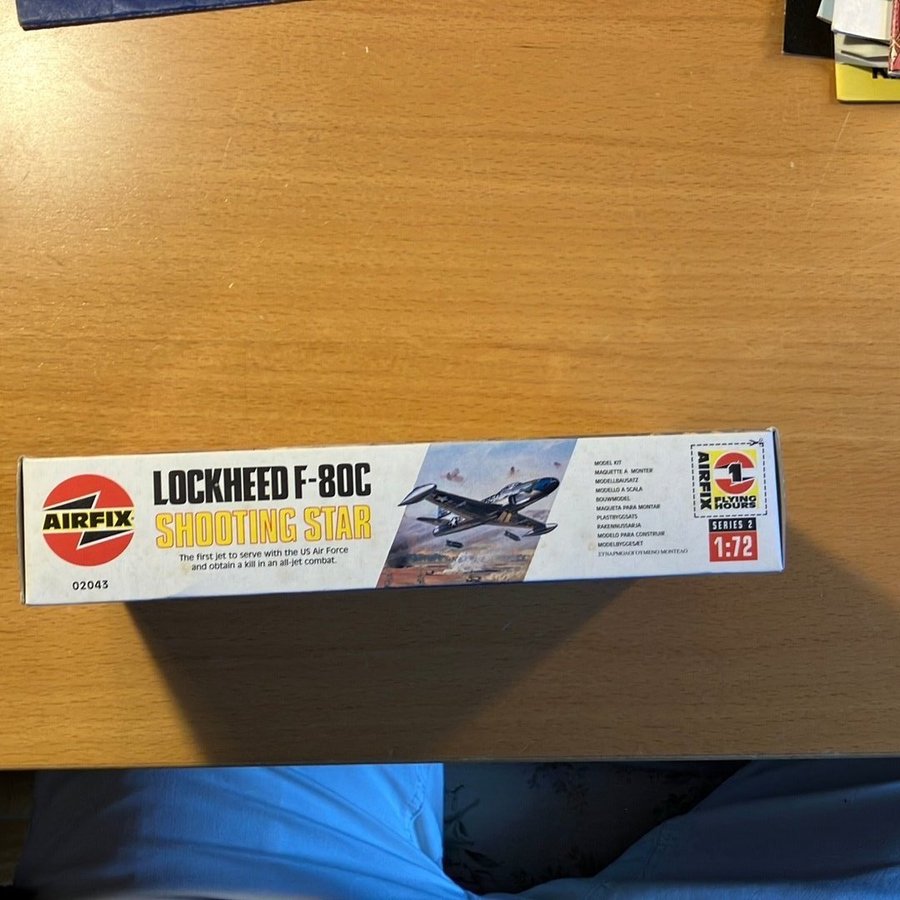 AIRFIX
02043
LOCKHEED F-80C
SHOOTING STAR
The first jet to serve with the US Air Force
and obtain a kill in an all-jet combat.
MODEL KIT
MAQUETTE A MONTER
MODELLBAUSATZ
MODELLO A SCALA
BOUWMODEL
MAQUETA PARA MONTAR
PLASTBYGGSATS
RAKENNUSSARJA
MODELO PARA CONSTRUIR
MODELBYGGESÆT
ΣΥΝΑΡΜΟΛΟΓΟΥΜΕΝΟ ΜΟΝΤΕΛΟ
AIRFIX
1
FLYING
HOURS
SERIES 2
1:72